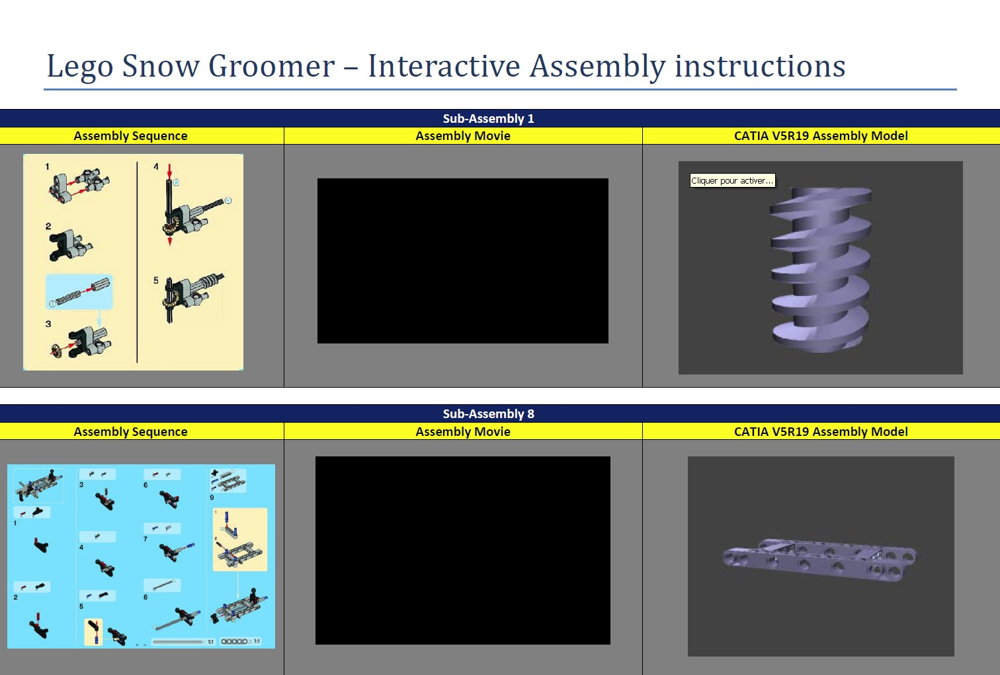 Lego Snow Groomer – Interactive Assembly instructions
Sub-Assembly 1
Assembly Sequence
Assembly Movie
CATIA V5R19 Assembly Model
1
2
3
4
5
Cliquer pour activer...
Sub-Assembly 8
Assembly Sequence
Assembly Movie
CATIA V5R19 Assembly Model
1
2
3
4
5
6
7
8
9
1
2
1:1
1:1